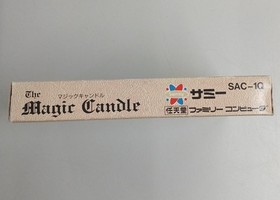 The
マジックキャンドル
Magic Candle
任天堂
サミー
SAC-1Q
ファミリー コンピュータ